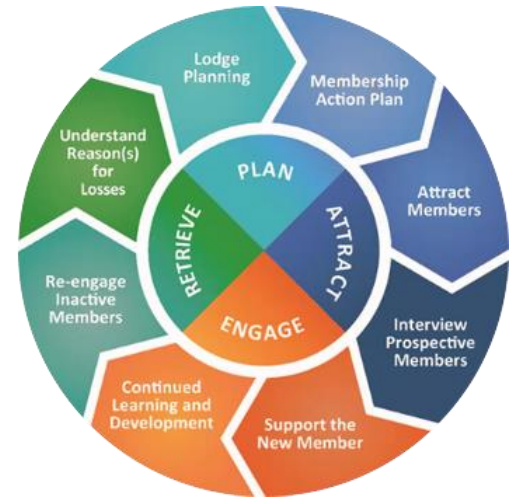 Lodge
Planning
Membership
Action Plan
Attract
Members
Interview
Prospective
Members
Support the
New Member
Continued
Learning and
Development
Re-engage
Inactive
Members
Understand
Reason(s)
for
Losses
PLAN
ATTRACT
ENGAGE
RETRIEVE